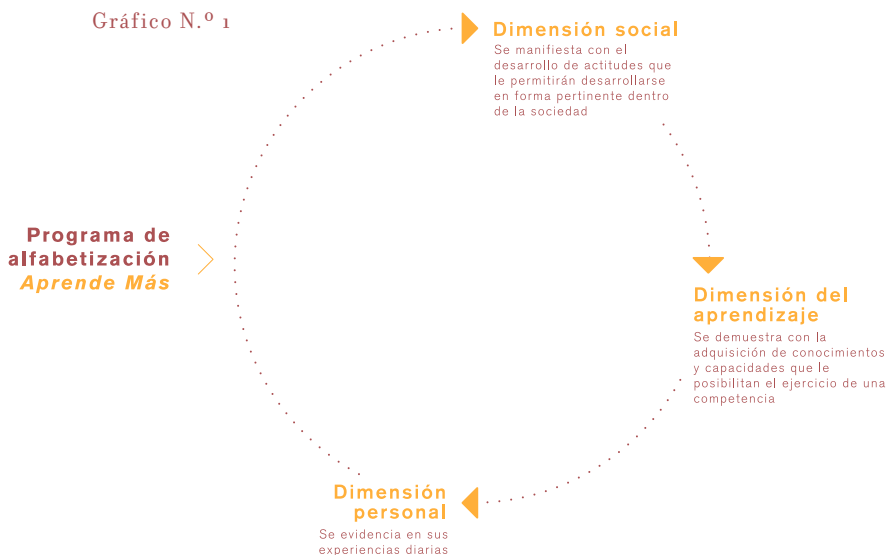 Gráfico N.º 1
Dimensión social
Se manifiesta con el
desarrollo de actitudes que
le permitirán desarrollarse
en forma pertinente dentro
de la sociedad
Programa de
alfabetización
Aprende Más
Dimensión del
aprendizaje
Se demuestra con la
adquisición de conocimientos
y capacidades que le
posibilitan el ejercicio de una
competencia
Dimensión
personal
Se evidencia en sus
experiencias diarias